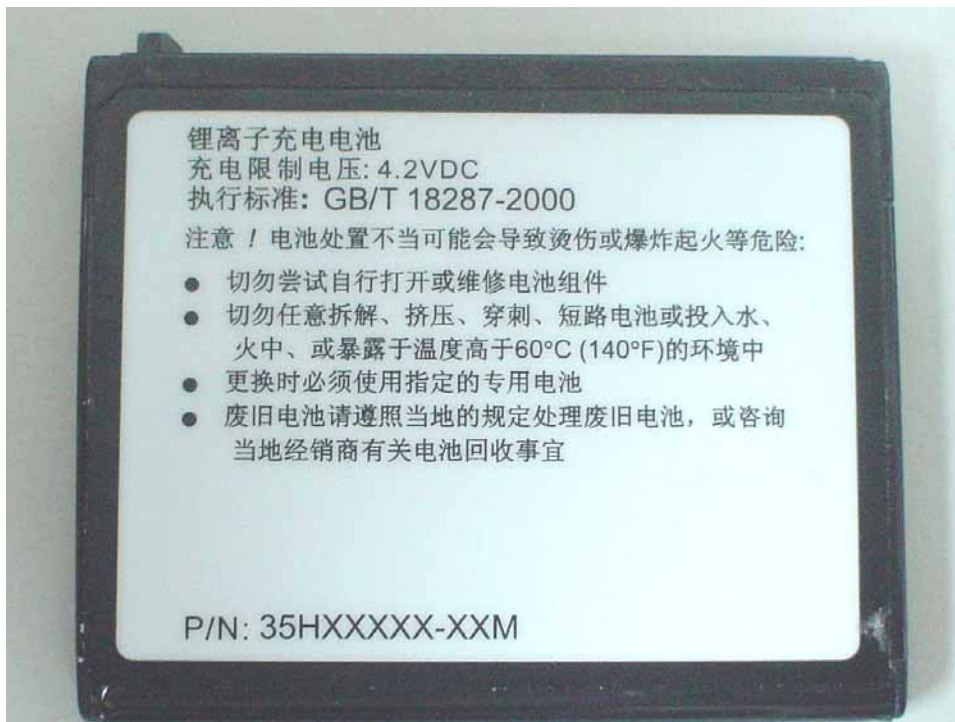 锂离子充电电池
充电限制电压: 4.2VDC
执行标准: GB/T 18287-2000
注意 ! 电池处置不当可能会导致烫伤或爆炸起火等危险:
● 切勿尝试自行打开或维修电池组件
● 切勿任意拆解、挤压、穿刺、短路电池或投入水、
火中、或暴露于温度高于60°C (140°F)的环境中
● 更换时必须使用指定的专用电池
● 废旧电池请遵照当地的规定处理废旧电池，或咨询
当地经销商有关电池回收事宜
P/N: 35HXXXXX-XXM